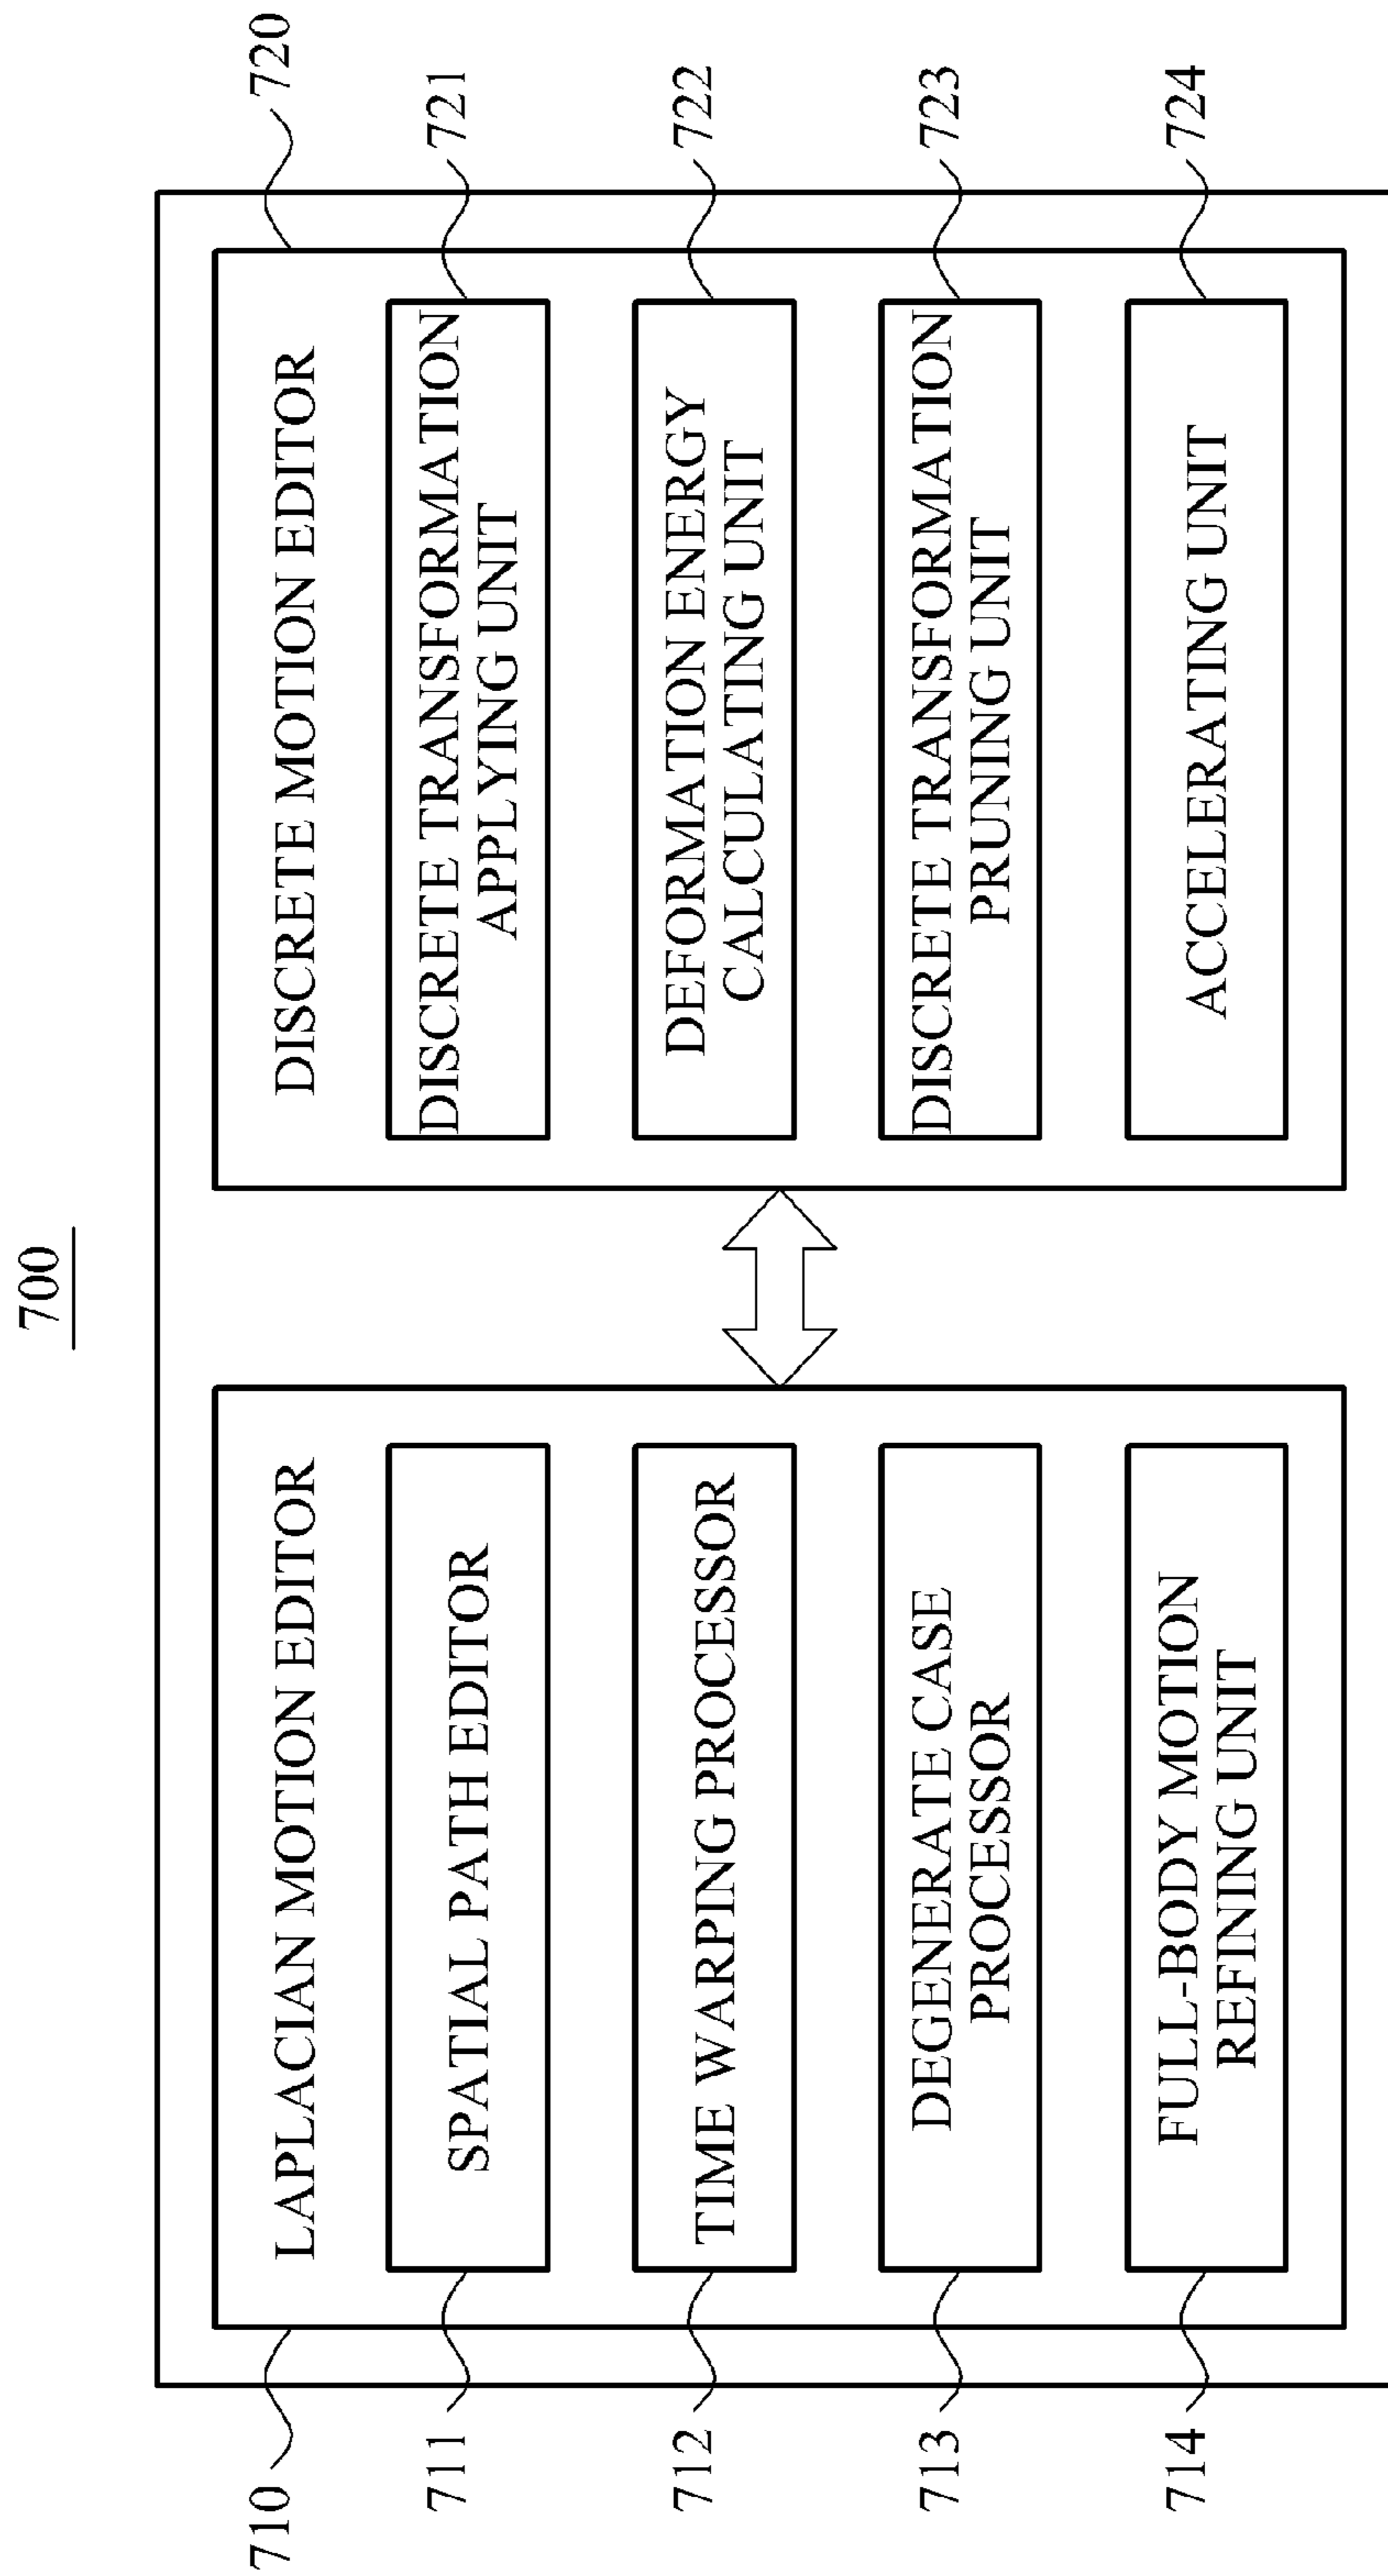 700
710
LAPLACIAN MOTION EDITOR
711
SPATIAL PATH EDITOR
712
TIME WARPING PROCESSOR
713
DEGENERATE CASE
PROCESSOR
714
FULL-BODY MOTION
REFINING UNIT
720
DISCRETE MOTION EDITOR
721
DISCRETE TRANSFORMATION
APPLYING UNIT
722
DEFORMATION ENERGY
CALCULATING UNIT
723
DISCRETE TRANSFORMATION
PRUNING UNIT
724
ACCELERATING UNIT